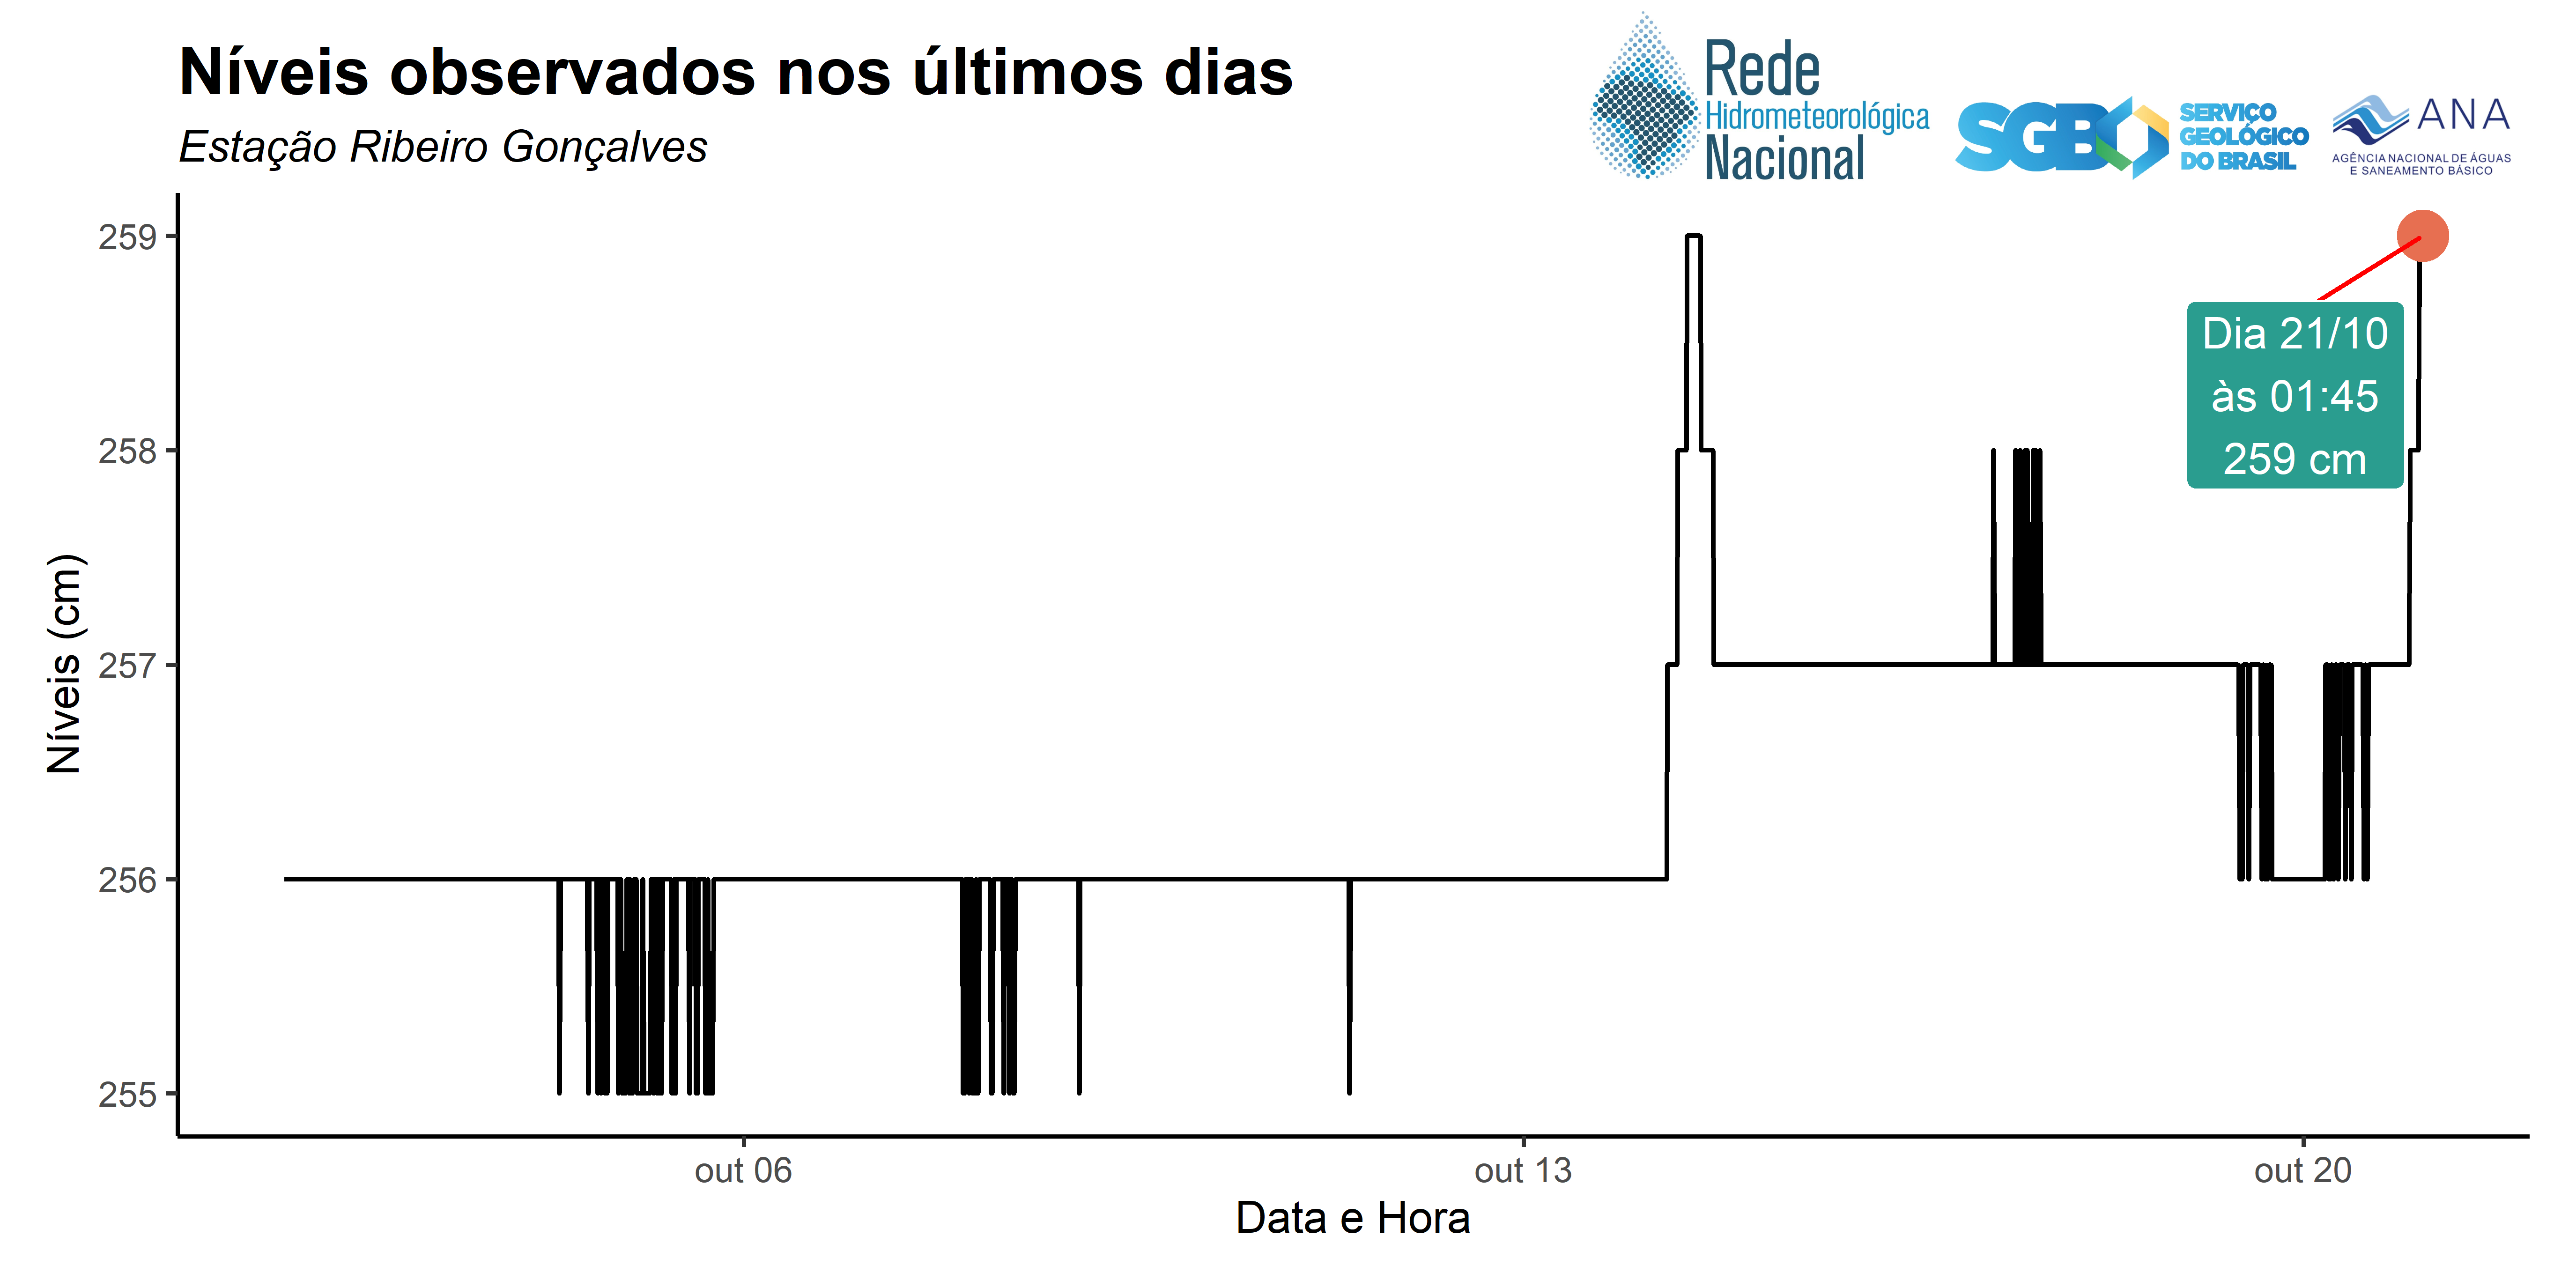 Níveis observados nos últimos dias
Estação Ribeiro Gonçalves
Rede
Hidrometeorológica
Nacional
SGB
SERVIÇO
GEOLÓGICO
DO BRASIL
ANA
AGÊNCIA NACIONAL DE ÁGUAS
E SANEAMENTO BÁSICO
259
258
257
256
255
Níveis (cm)
Dia 21/10
às 01:45
259 cm
out 06
out 13
out 20
Data e Hora